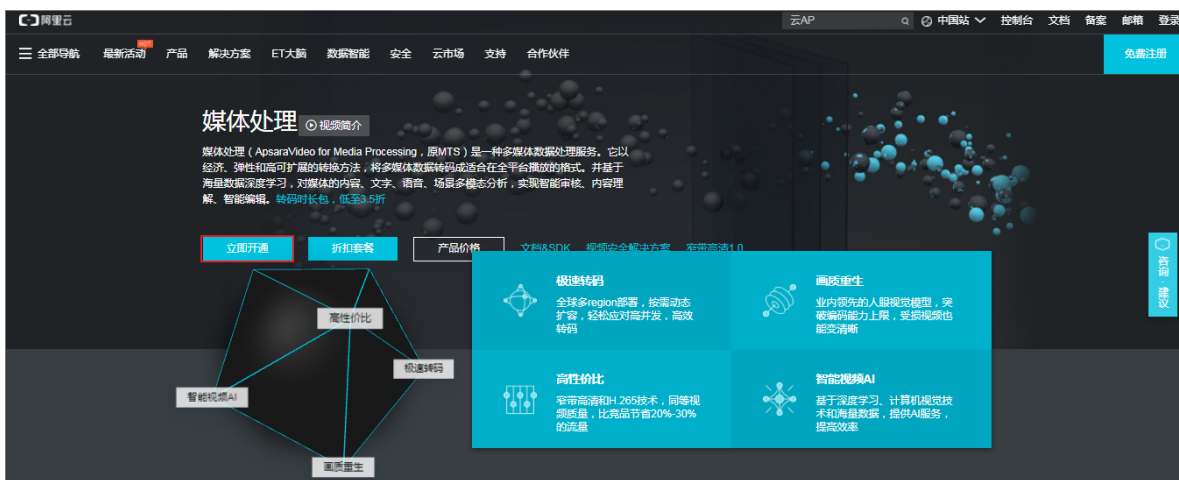 阿里云
云AP
中国站
控制台
文档
备案
邮箱
登录
全部导航
最新活动
HOT
产品
解决方案
ET大脑
数据智能
安全
云市场
支持
合作伙伴
免费注册
媒体处理
视频简介
媒体处理（ApsaraVideo for Media Processing，原MTS）是一种多媒体数据处理服务。它以
经济、弹性和高可扩展的转换方法，将多媒体数据转码成适合在全平台播放的格式。并基于
海量数据深度学习，对媒体的内容、文字、语音、场景多模态分析，实现智能审核、内容理
解、智能编辑。转码时长包，低至3.5折
立即开通
折扣套餐
产品价格
文档&SDK
视频安全解决方案
窄带高清1.0
极速转码
全球多region部署，按需动态
扩容，轻松应对高并发，高效
转码
画质重生
业内领先的人眼视觉模型，突
破编码能力上限，受损视频也
能变清晰
高性价比
窄带高清和H.265技术，同等视
频质量，比竞品节省20%-30%
的流量
智能视频AI
基于深度学习、计算机视觉技
术和海量数据，提供AI服务，
提高效率
高性价比
极速转码
智能视频AI
画质重生
咨询·建议